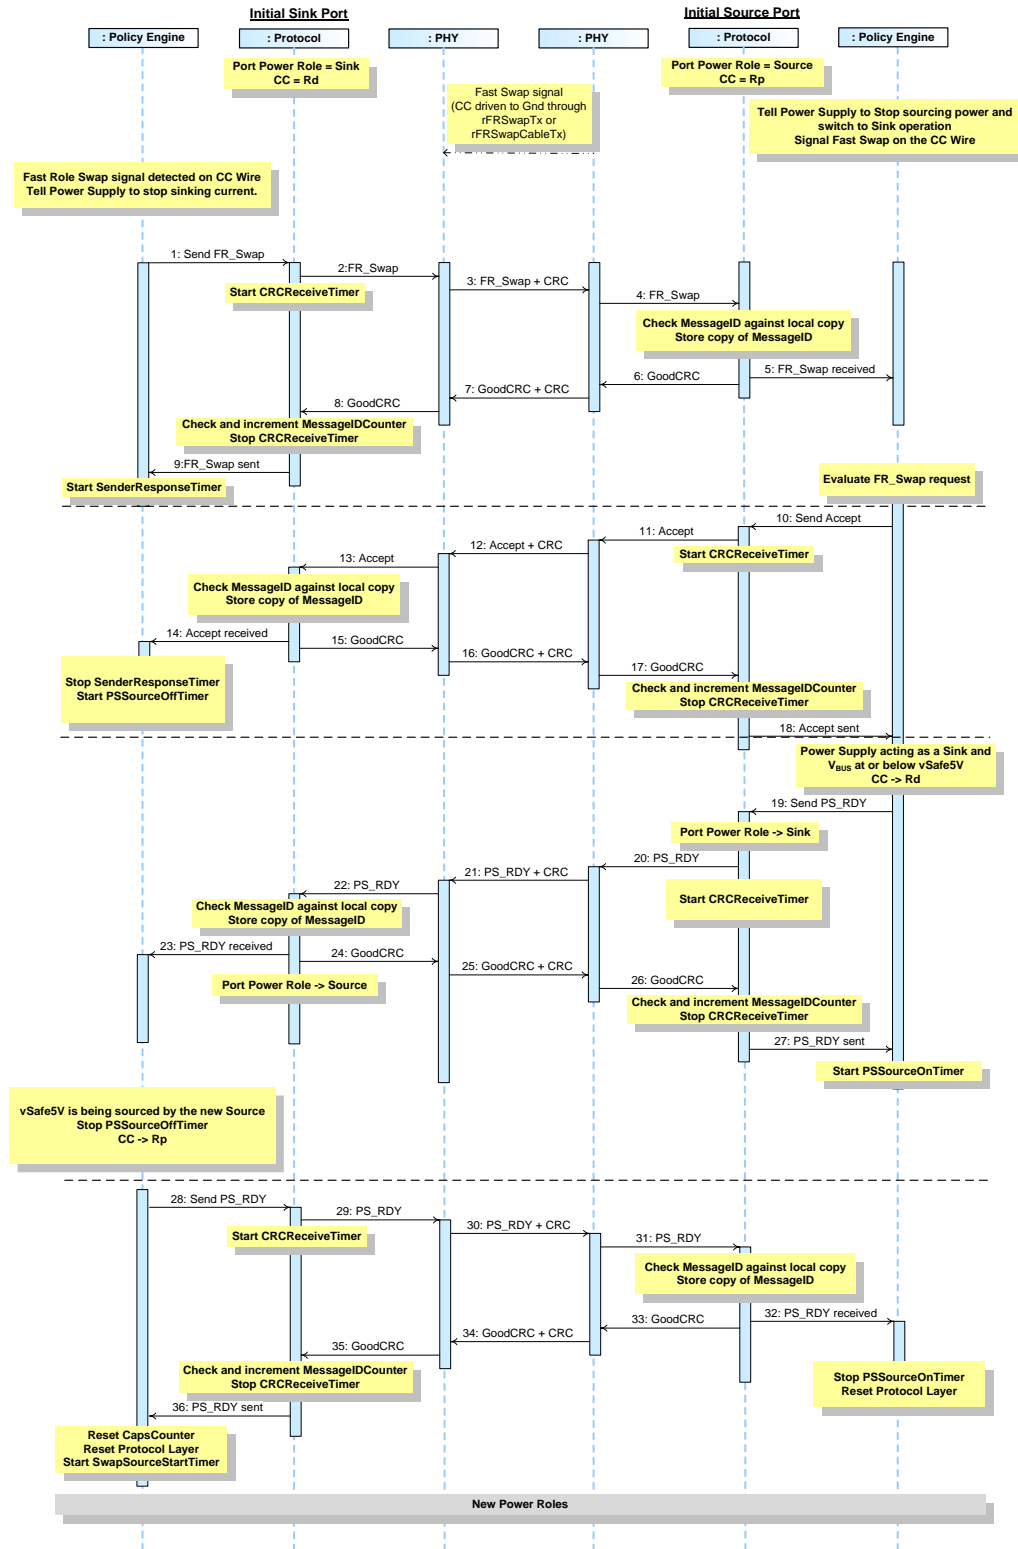 Initial Sink Port
Initial Source Port
: Policy Engine
: Protocol
: PHY
: PHY
: Protocol
: Policy Engine
Port Power Role = Sink
CC = Rd
Port Power Role = Source
CC = Rp
Fast Swap signal
(CC driven to Gnd through
rFRSwapTx or
rFRSwapCableTx)
Tell Power Supply to Stop sourcing power and
switch to Sink operation
Signal Fast Swap on the CC Wire
Fast Role Swap signal detected on CC Wire
Tell Power Supply to stop sinking current.
1: Send FR_Swap
2:FR_Swap
Start CRCReceiveTimer
3: FR_Swap + CRC
4: FR_Swap
Check MessageID against local copy
Store copy of MessageID
5: FR_Swap received
6: GoodCRC
7: GoodCRC + CRC
8: GoodCRC
Check and increment MessageIDCounter
Stop CRCReceiveTimer
9:FR_Swap sent
Start SenderResponseTimer
Evaluate FR_Swap request
10: Send Accept
11: Accept
Start CRCReceiveTimer
12: Accept + CRC
13: Accept
Check MessageID against local copy
Store copy of MessageID
14: Accept received
15: GoodCRC
16: GoodCRC + CRC
17: GoodCRC
Stop SenderResponseTimer
Start PSSourceOffTimer
Check and increment MessageIDCounter
Stop CRCReceiveTimer
18: Accept sent
Power Supply acting as a Sink and
VBUS at or below vSafe5V
CC -> Rd
19: Send PS_RDY
Port Power Role -> Sink
20: PS_RDY
21: PS_RDY + CRC
22: PS_RDY
Start CRCReceiveTimer
Check MessageID against local copy
Store copy of MessageID
23: PS_RDY received
24: GoodCRC
25: GoodCRC + CRC
26: GoodCRC
Port Power Role -> Source
Check and increment MessageIDCounter
Stop CRCReceiveTimer
27: PS_RDY sent
Start PSSourceOnTimer
vSafe5V is being sourced by the new Source
Stop PSSourceOffTimer
CC -> Rp
28: Send PS_RDY
29: PS_RDY
Start CRCReceiveTimer
30: PS_RDY + CRC
31: PS_RDY
Check MessageID against local copy
Store copy of MessageID
32: PS_RDY received
33: GoodCRC
34: GoodCRC + CRC
35: GoodCRC
Check and increment MessageIDCounter
Stop CRCReceiveTimer
Stop PSSourceOnTimer
Reset Protocol Layer
36: PS_RDY sent
Reset CapsCounter
Reset Protocol Layer
Start SwapSourceStartTimer
New Power Roles